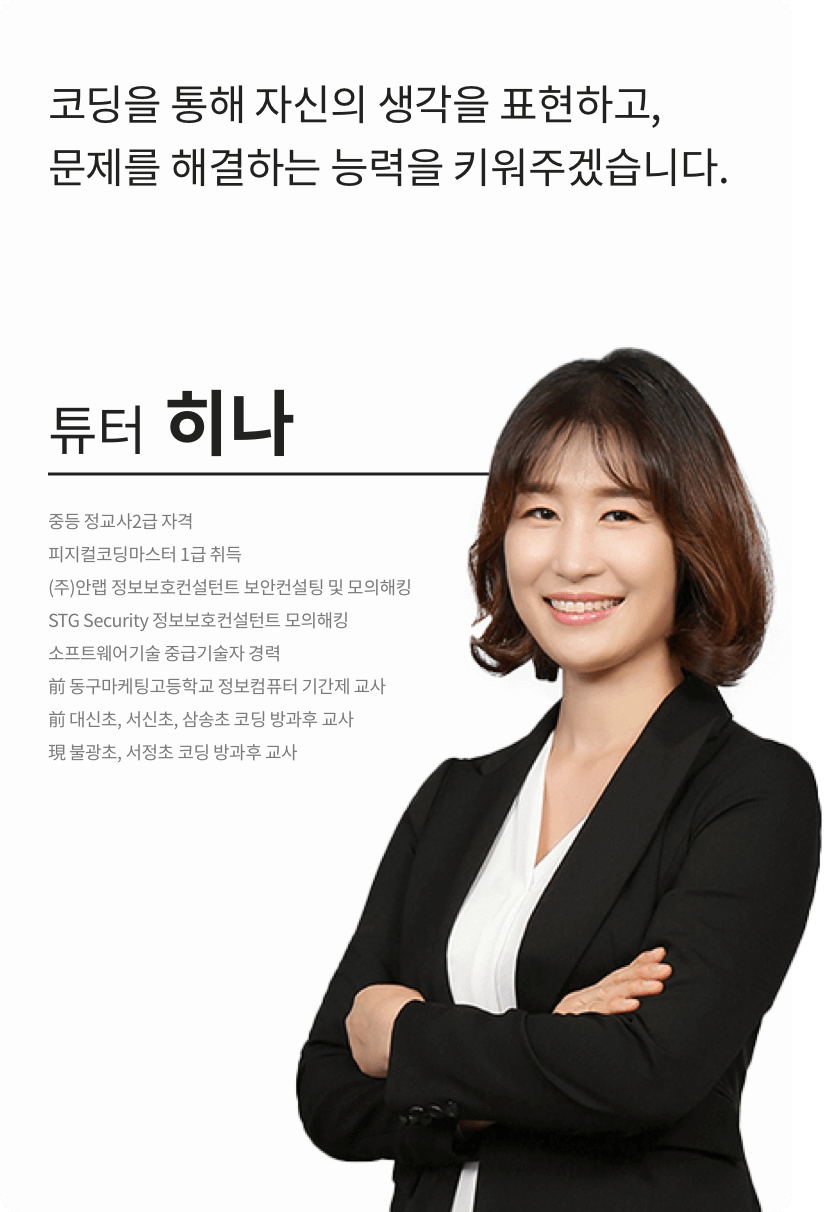 코딩을 통해 자신의 생각을 표현하고,
문제를 해결하는 능력을 키워주겠습니다.
튜터 히나
중등 정교사2급 자격
피지컬코딩마스터 1급 취득
(주)안랩 정보보호컨설턴트 보안컨설팅 및 모의해킹
STG Security 정보보호컨설턴트 모의해킹
소프트웨어기술 중급기술자 경력
前 동구마케팅고등학교 정보컴퓨터 기간제 교사
前 대신초, 서신초, 삼송초 코딩 방과후 교사
現 불광초, 서정초 코딩 방과후 교사